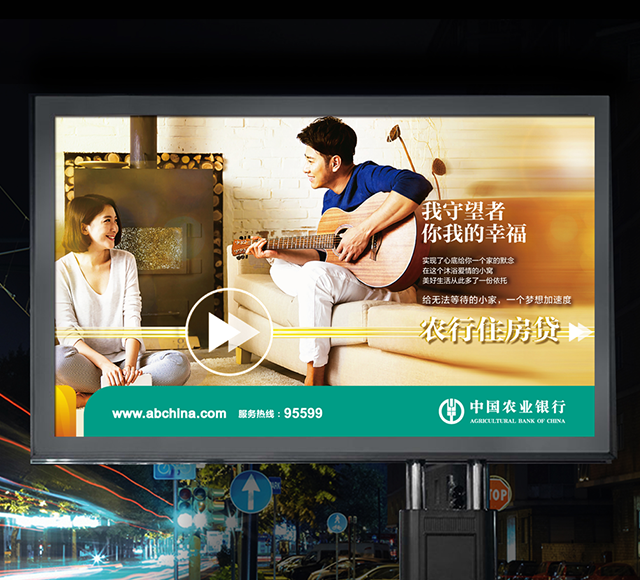 我守望者
你我的幸福
实现了心底给你一个家的默念
在这个沐浴爱情的小窝
美好生活从此多了一份依托
给无法等待的小家，一个梦想加速度
农行住房贷
www.abchina.com 服务热线：95599
中国农业银行
AGRICULTURAL BANK OF CHINA
STOP